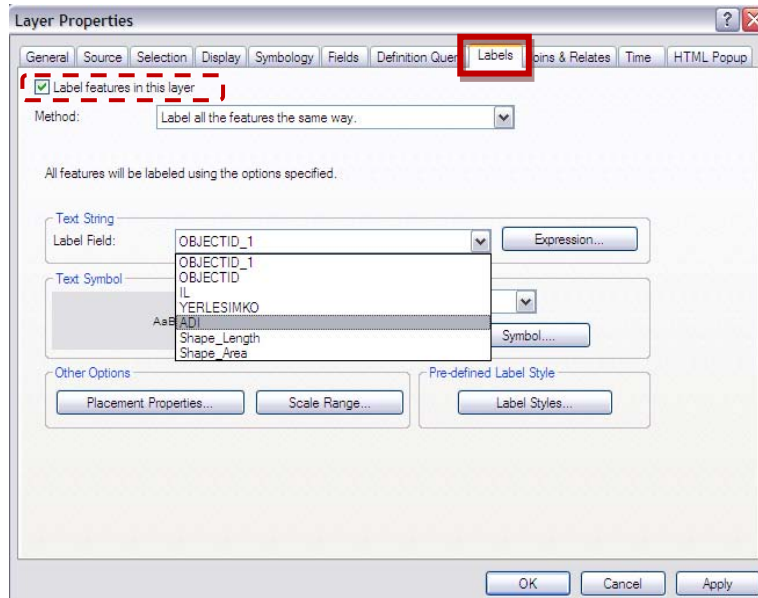 Layer Properties
General Source Selection Display Symbology Fields Definition Quer Labels oins & Relates Time HTML Popup
Label features in this layer
Method: Label all the features the same way.
All features will be labeled using the options specified.
Text String
Label Field: OBJECTID_1 Expression...
OBJECTID_1
OBJECTID
IL
YERLESIMKO
ADI
Shape_Length
Shape_Area
Text Symbol
AaB
Symbol....
Other Options
Placement Properties... Scale Range...
Pre-defined Label Style
Label Styles...
OK Cancel Apply